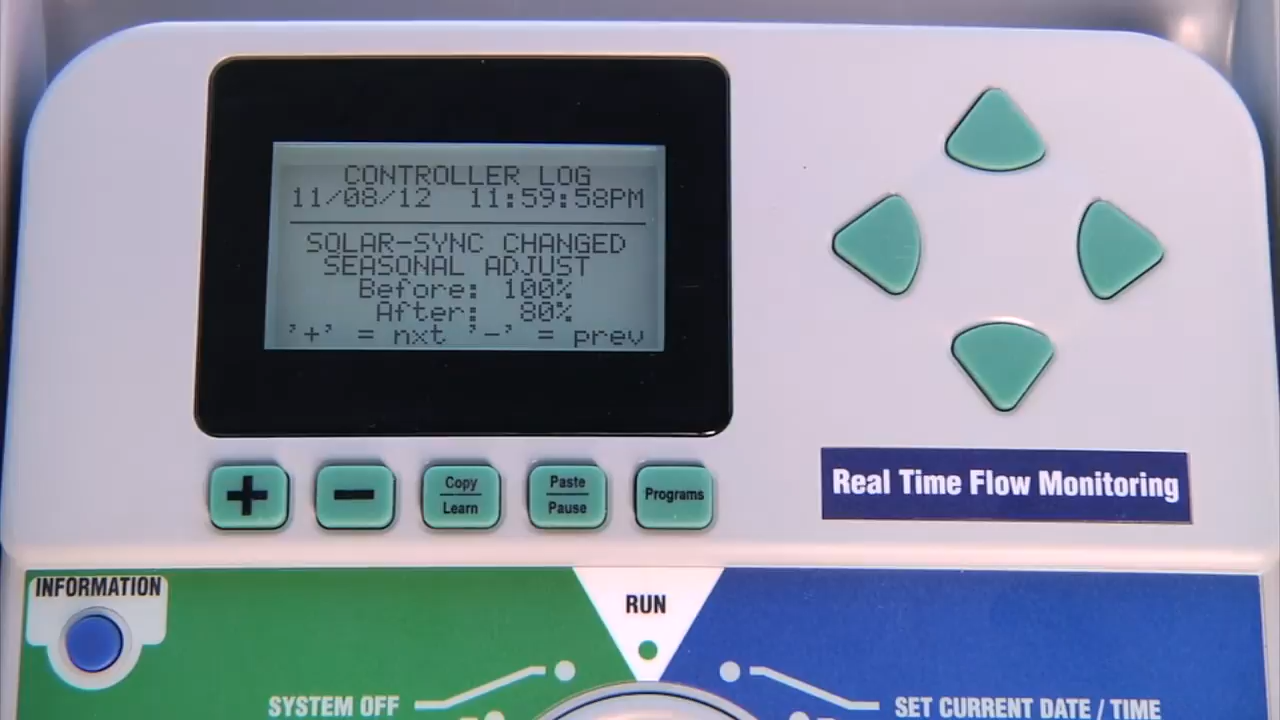 CONTROLLER LOG
11/08/12 11:59:58PM
SOLAR-SYNC CHANGED
SEASONAL ADJUST
Before: 100%
After: 80%
'+' = nxt '-' = prev
+
-
Copy
Learn
Paste
Pause
Programs
Real Time Flow Monitoring
INFORMATION
RUN
SYSTEM OFF
SET CURRENT DATE / TIME